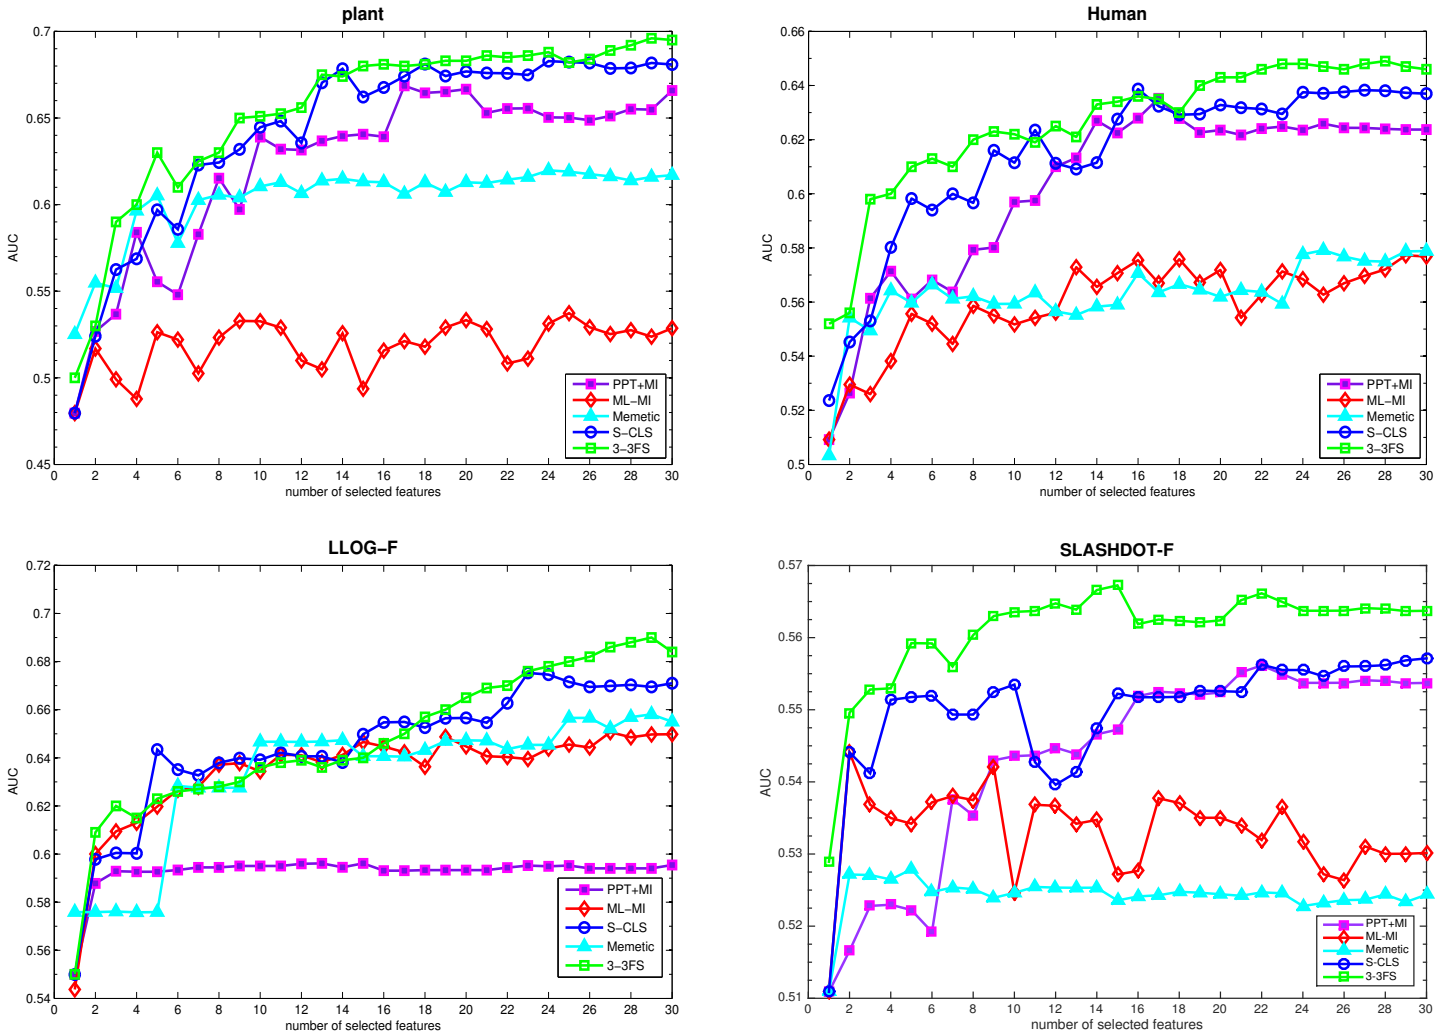 plant
0.7
0.65
0.6
0.55
0.5
0.45
AUC
0 2 4 6 8 10 12 14 16 18 20 22 24 26 28 30
number of selected features
PPT+MI
ML−MI
Memetic
S−CLS
3−3FS
Human
0.66
0.64
0.62
0.6
0.58
0.56
0.54
0.52
0.5
AUC
0 2 4 6 8 10 12 14 16 18 20 22 24 26 28 30
number of selected features
PPT+MI
ML−MI
Memetic
S−CLS
3−3FS
LLOG−F
0.72
0.7
0.68
0.66
0.64
0.62
0.6
0.58
0.56
0.54
AUC
0 2 4 6 8 10 12 14 16 18 20 22 24 26 28 30
number of selected features
PPT+MI
ML−MI
S−CLS
Memetic
3−3FS
SLASHDOT-F
0.57
0.56
0.55
0.54
0.53
0.52
0.51
AUC
0 2 4 6 8 10 12 14 16 18 20 22 24 26 28 30
number of selected features
PPT+MI
ML-MI
Memetic
S-CLS
3-3FS